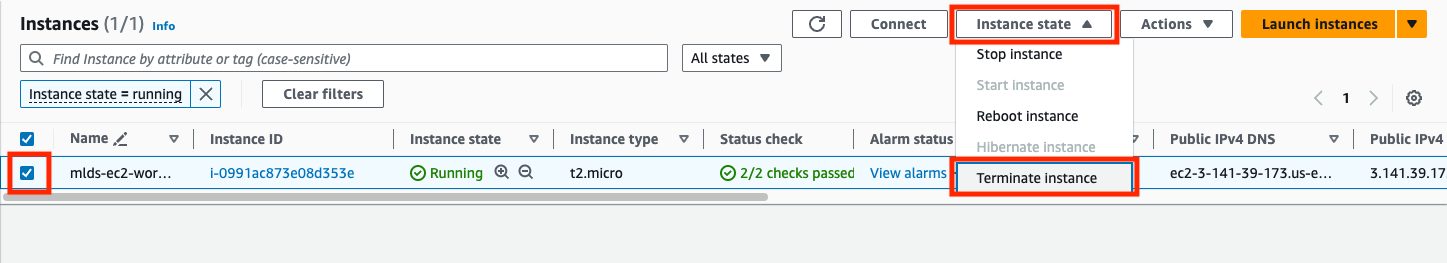 Instances (1/1) Info
Connect
Instance state
Actions
Launch instances
Find Instance by attribute or tag (case-sensitive)
All states
Stop instance
Start instance
Reboot instance
Hibernate instance
Terminate instance
Instance state = running
Clear filters
1
Name
Instance ID
Instance state
Instance type
Status check
Alarm status
Public IPv4 DNS
Public IPv4
mlds-ec2-wor...
i-0991ac873e08d353e
Running
t2.micro
2/2 checks passed
View alarms
ec2-3-141-39-173.us-e...
3.141.39.17